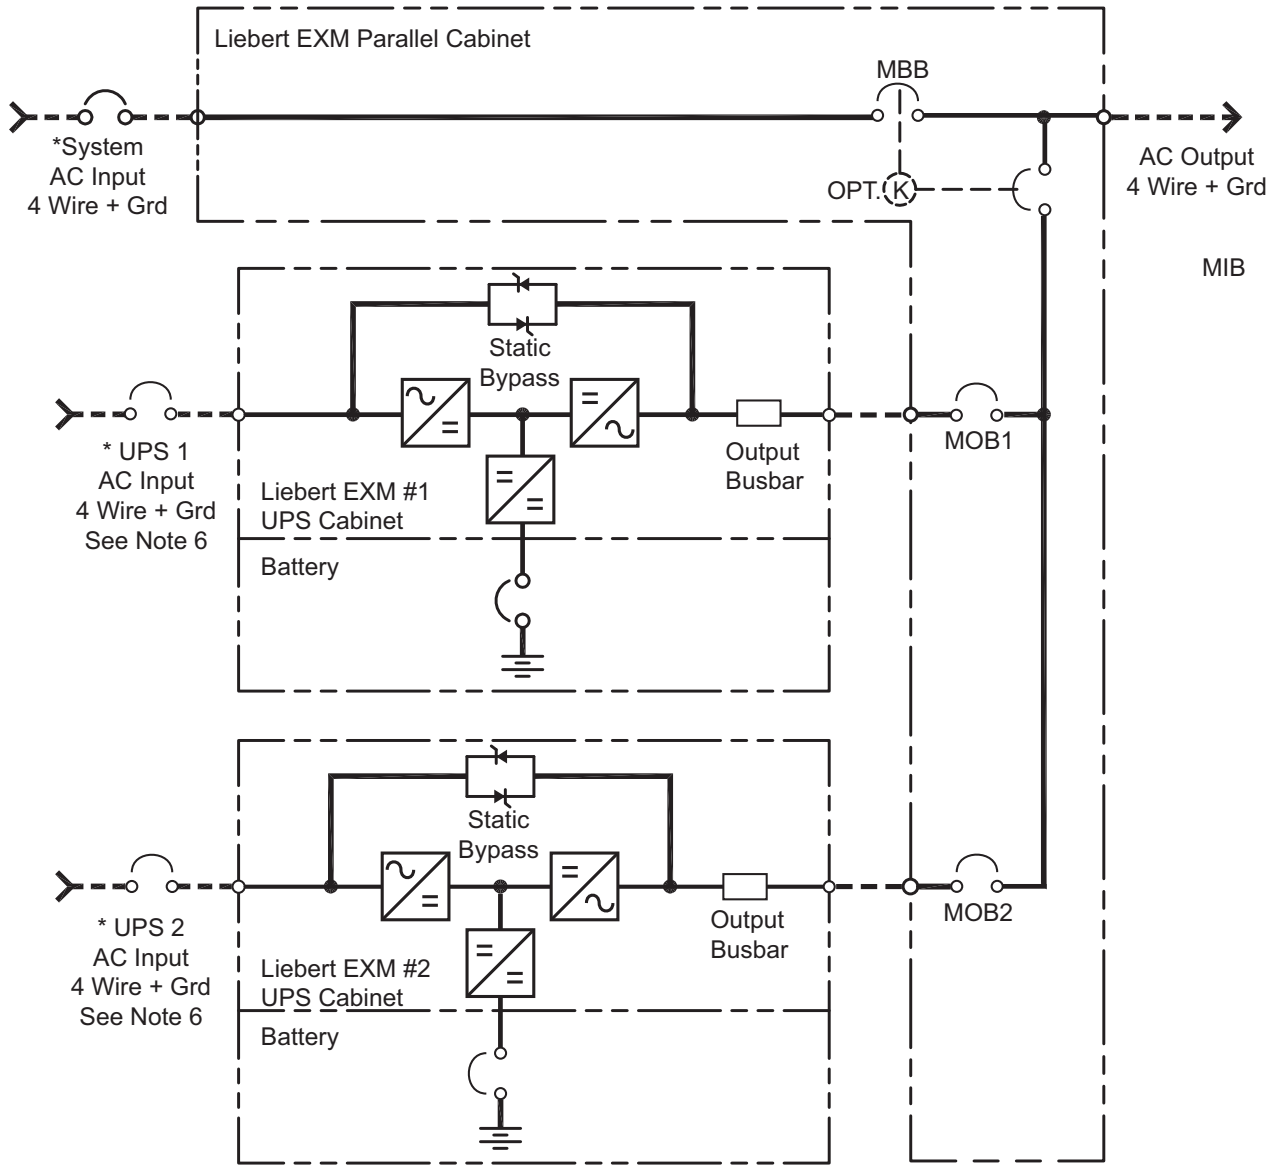 Liebert EXM Parallel Cabinet
MBB
*System
AC Input
4 Wire + Grd
AC Output
4 Wire + Grd
OPT. K
MIB
Static
Bypass
* UPS 1
AC Input
4 Wire + Grd
See Note 6
Output
Busbar
MOB1
Liebert EXM #1
UPS Cabinet
Battery
Static
Bypass
* UPS 2
AC Input
4 Wire + Grd
See Note 6
Output
Busbar
MOB2
Liebert EXM #2
UPS Cabinet
Battery